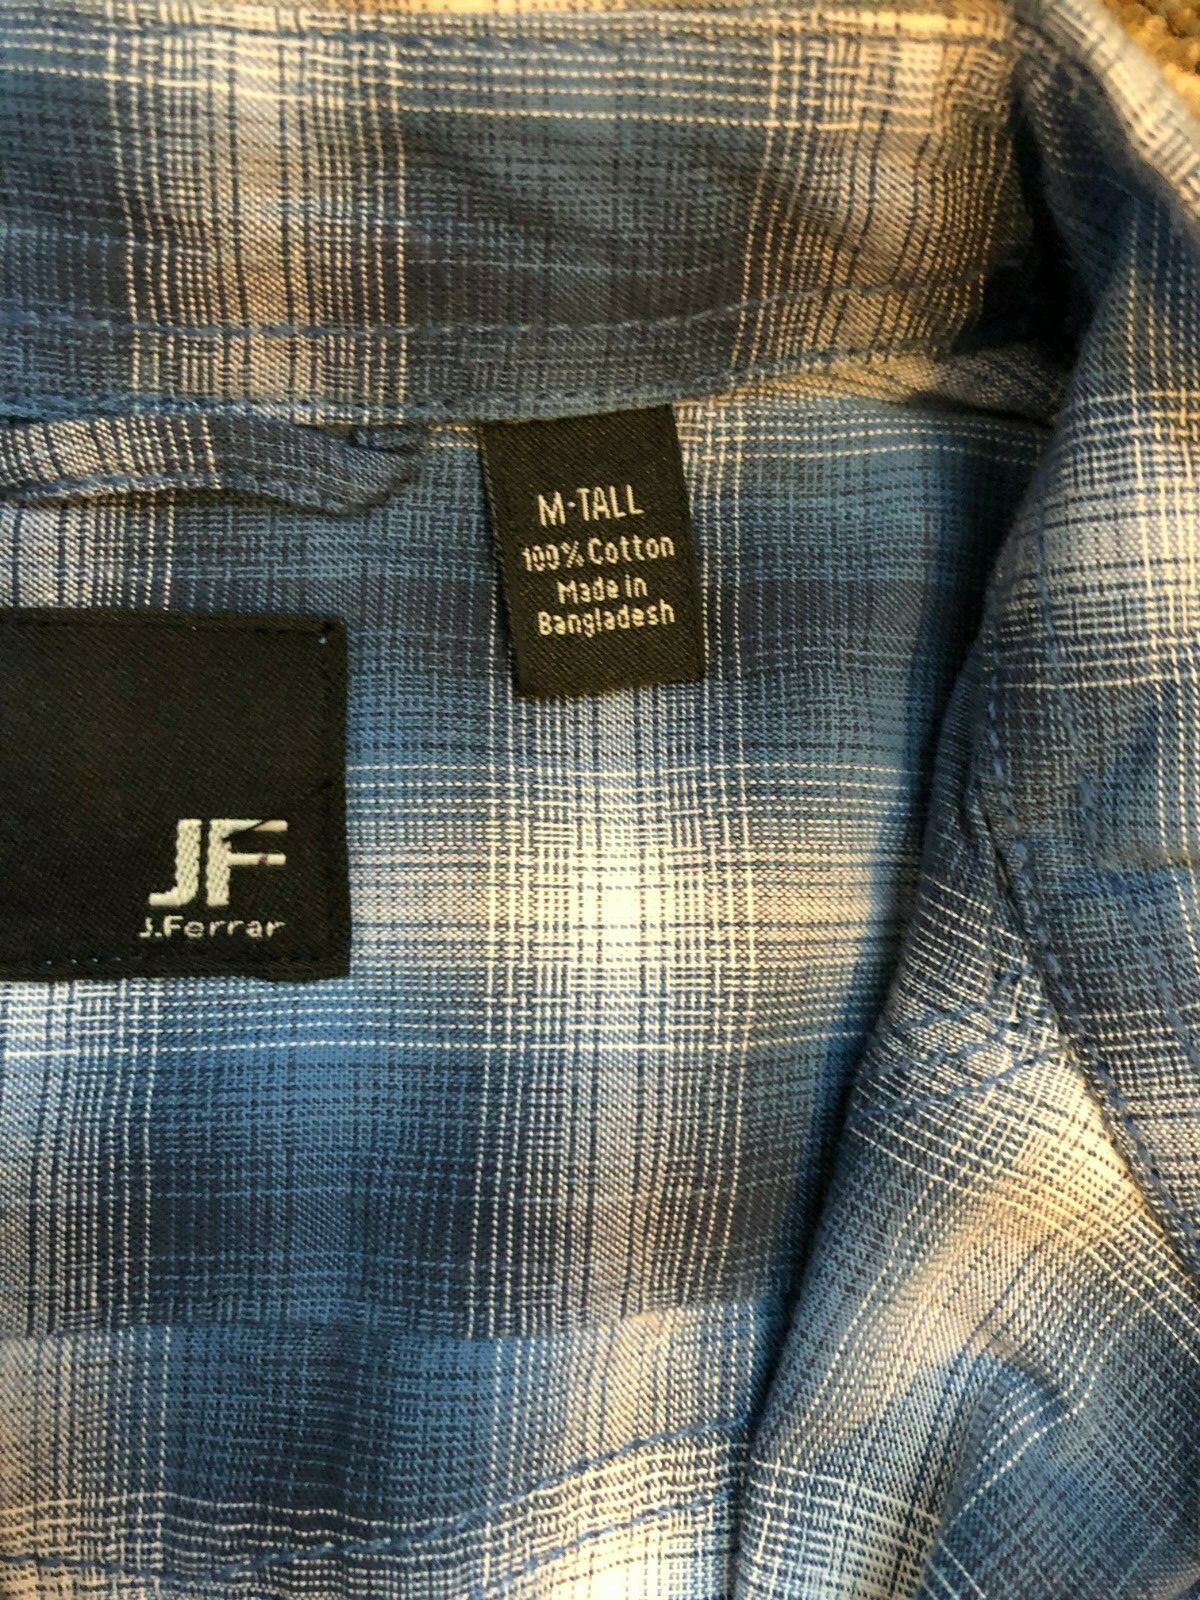 M·TALL
100% Cotton
Made in
Bangladesh
JF
J.Ferrar